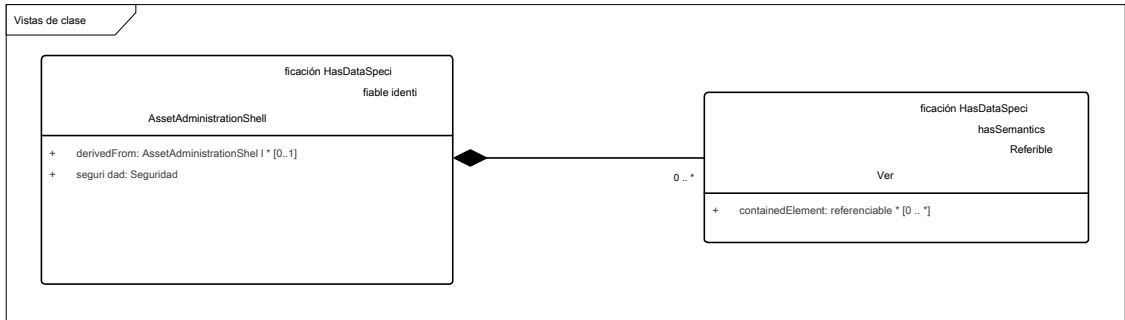 Vistas de clase
ficación HasDataSpeci
fiable identi
AssetAdministrationShell
+ derivedFrom: AssetAdministrationShel l * [0..1]
+ seguri dad: Seguridad
0 .. *
ficación HasDataSpeci
hasSemantics
Referible
Ver
+ containedElement: referenciable * [0 .. *]